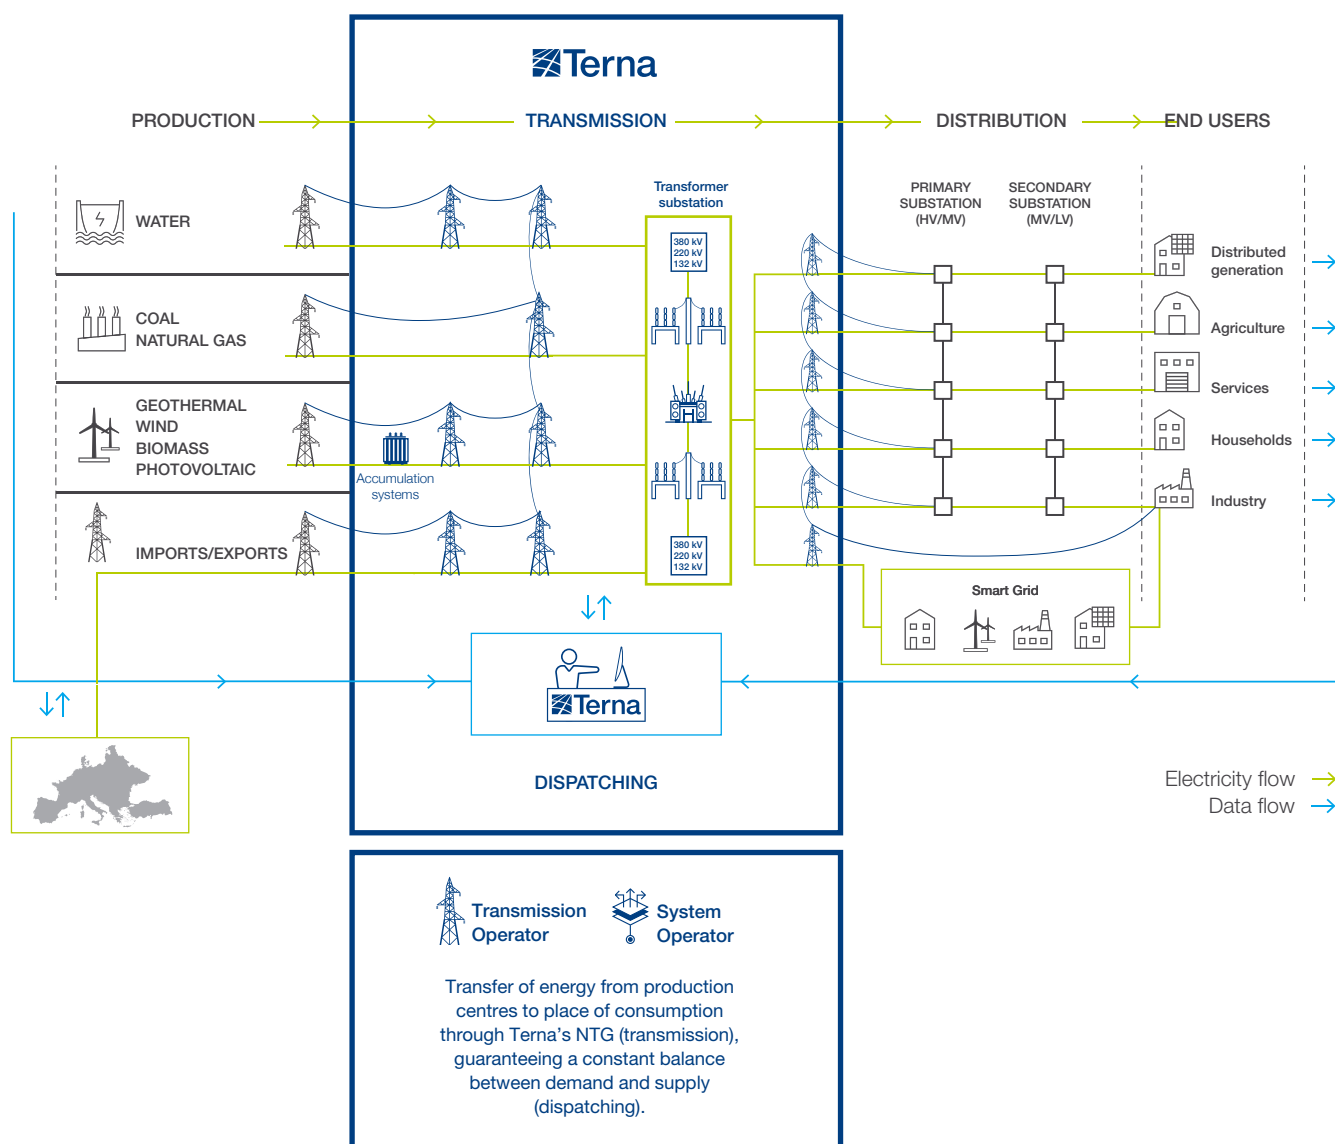 Terna
PRODUCTION
TRANSMISSION
DISTRIBUTION
END USERS
Transformer
substation
PRIMARY
SUBSTATION
(HV/MV)
SECONDARY
SUBSTATION
(MV/LV)
WATER
380 kV
220 kV
132 kV
Distributed
generation
COAL
NATURAL GAS
Agriculture
Services
GEOTHERMAL
WIND
BIOMASS
PHOTOVOLTAIC
Households
Accumulation
systems
Industry
IMPORTS/EXPORTS
380 kV
220 kV
132 kV
Smart Grid
Terna
DISPATCHING
Electricity flow
Data flow
Transmission
Operator
System
Operator
Transfer of energy from production
centres to place of consumption
through Terna’s NTG (transmission),
guaranteeing a constant balance
between demand and supply
(dispatching).